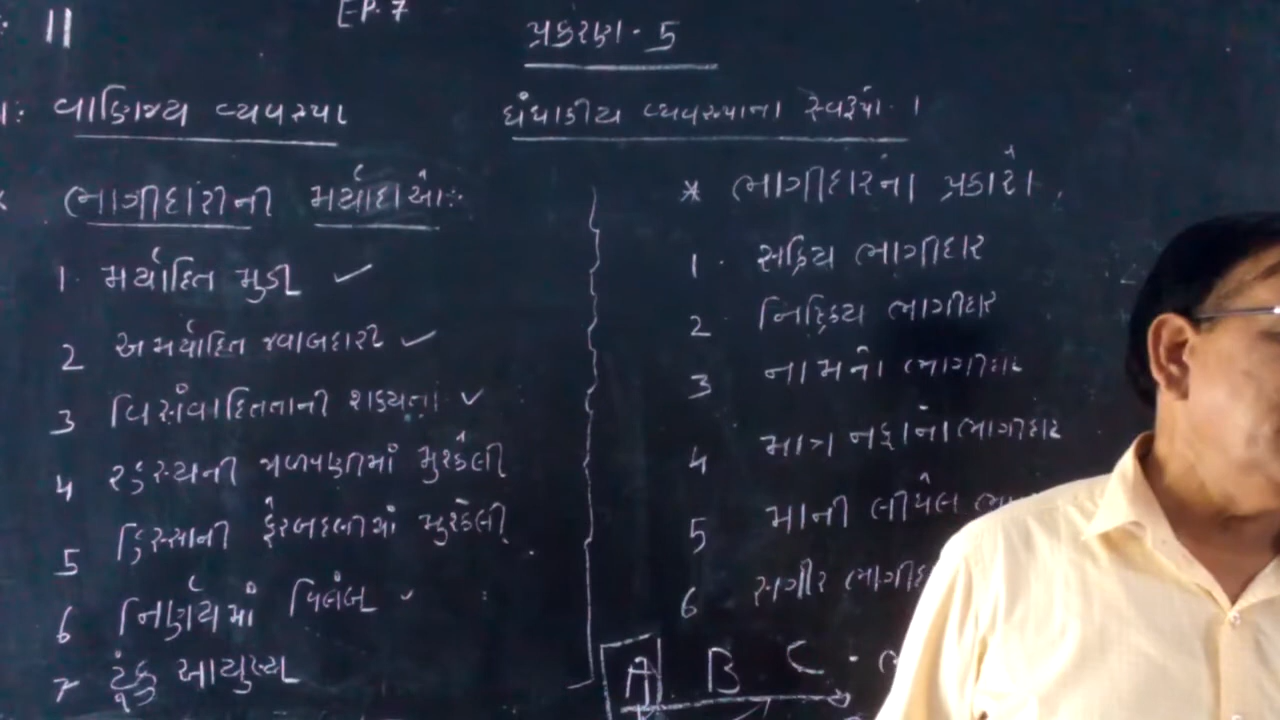 : 11
EP. 7
પ્રકરણ - 5
વાણિજ્ય વ્યવસ્થા
ધંધાકીય વ્યવસ્થાના સ્વરૂપો - 1
ભાગીદારીની મર્યાદાઓ:-
1. મર્યાદિત મુડી ✓
2 અમર્યાદિત જવાબદારી ✓
3 વિસંવાદિતતાની શક્યતા ✓
4 રહસ્યની જાળવણીમાં મુશ્કેલી
5 હિસ્સાની ફેરબદલીમાં મુશ્કેલી
6 નિર્ણયમાં વિલંબ ✓
7 ટૂંકુ આયુષ્ય
* ભાગીદારના પ્રકારો
1. સક્રિય ભાગીદાર
2 નિષ્ક્રિય ભાગીદાર
3 નામનો ભાગીદાર
4 માત્ર નફાનો ભાગીદાર
5 માની લીધેલ
6 સગીર
A B C